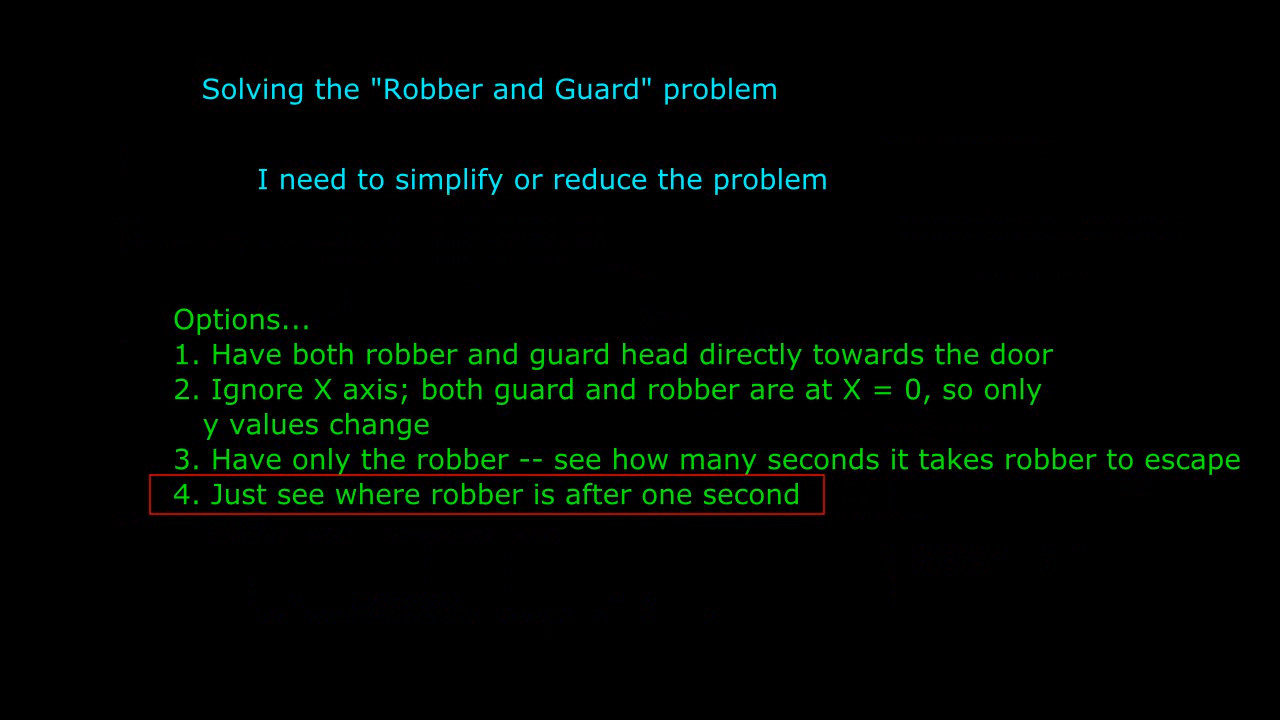 Solving the "Robber and Guard" problem
I need to simplify or reduce the problem
Options...
1. Have both robber and guard head directly towards the door
2. Ignore X axis; both guard and robber are at X = 0, so only
y values change
3. Have only the robber -- see how many seconds it takes robber to escape
4. Just see where robber is after one second